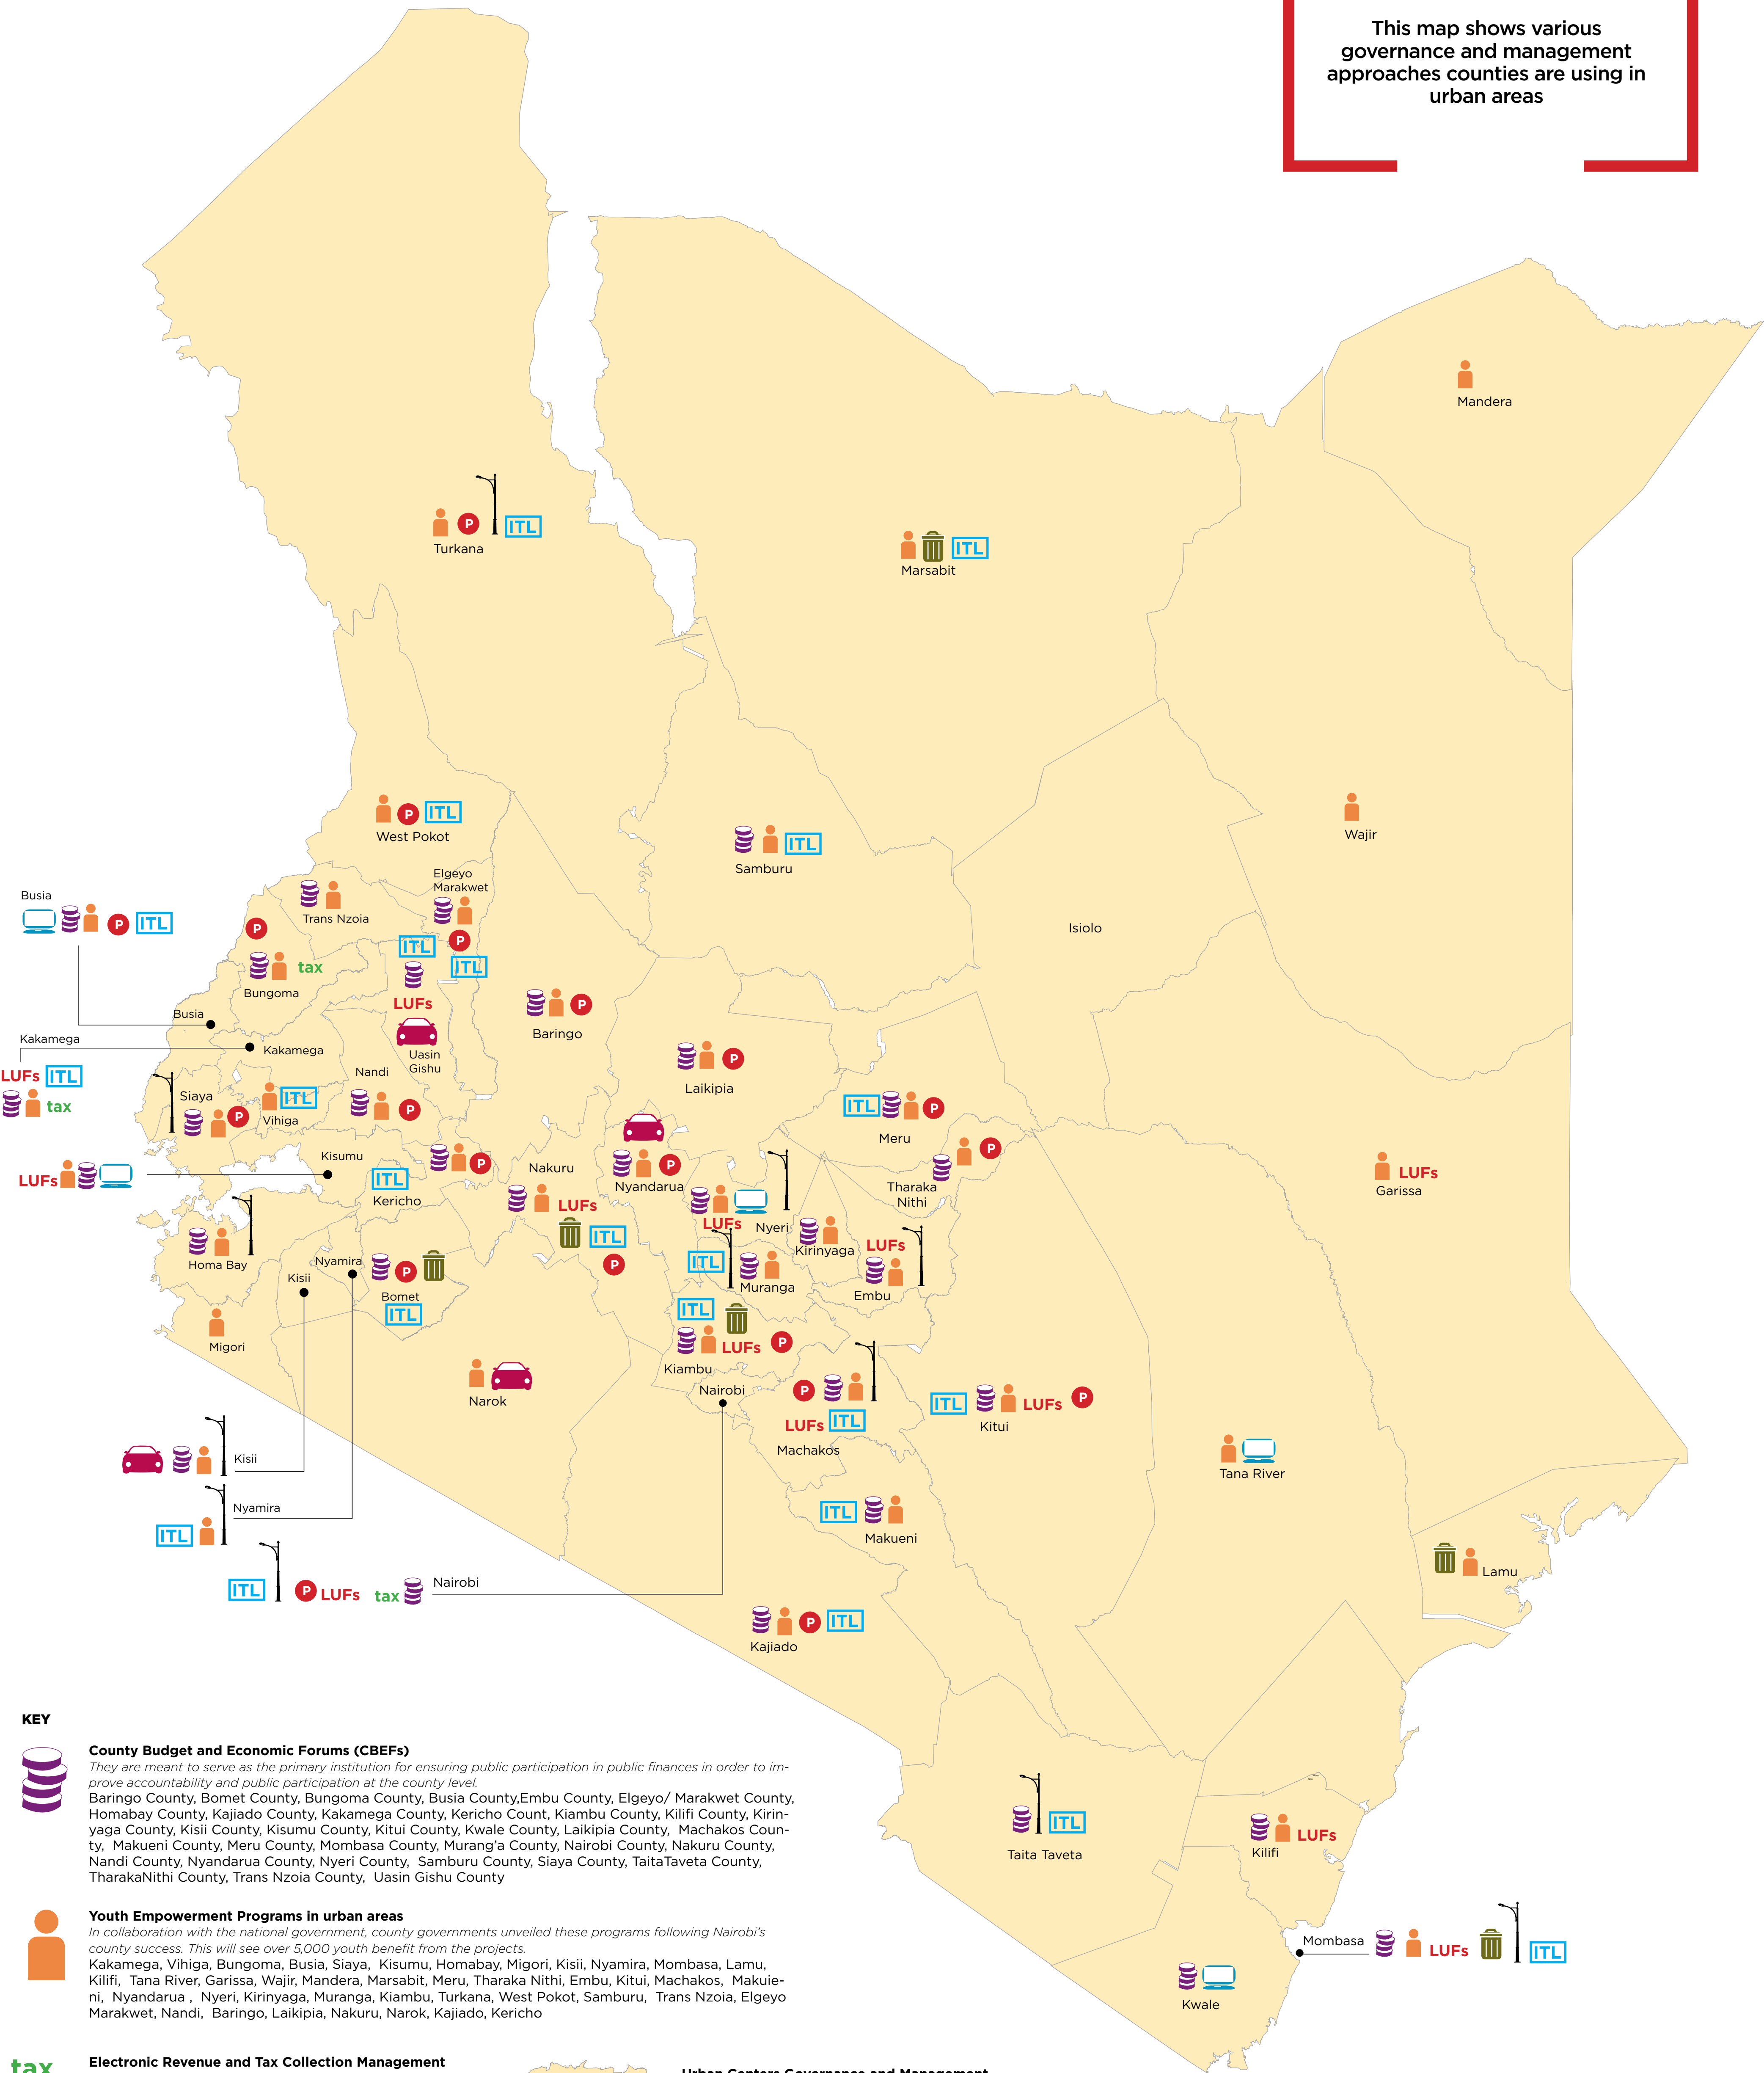 This map shows various
governance and management
approaches counties are using in
urban areas
Mandera
P
ITL
Turkana
ITL
Marsabit
P
ITL
West Pokot
ITL
Samburu
Wajir
Elgeyo
Marakwet
Trans Nzoia
Busia
P
ITL
P
ITL
P
ITL
Isiolo
tax
Bungoma
LUFs
P
Baringo
Busia
Kakamega
Kakamega
Uasin
Gishu
LUFs ITL
tax
Nandi
P
Laikipia
Siaya
P
ITL
Vihiga
P
ITL
P
Meru
P
Tharaka
Nithi
Kisumu
LUFs
P
ITL
Kericho
Nakuru
LUFs
ITL
P
P
Nyandarua
LUFs
Garissa
LUFs
Nyeri
Kirinyaga
LUFs
Embu
ITL
Muranga
Homa Bay
Nyamira
Kisii
P
Bomet
ITL
Migori
ITL
LUFs
P
Kiambu
Narok
Nairobi
P
LUFs ITL
Machakos
ITL
LUFs
P
Kitui
Tana River
Kisii
Nyamira
ITL
ITL
Makueni
Lamu
ITL
P LUFs
tax
Nairobi
P
ITL
Kajiado
KEY
County Budget and Economic Forums (CBEFs)
They are meant to serve as the primary institution for ensuring public participation in public finances in order to im-
prove accountability and public participation at the county level.
Baringo County, Bomet County, Bungoma County, Busia County,Embu County, Elgeyo/ Marakwet County,
Homabay County, Kajiado County, Kakamega County, Kericho Count, Kiambu County, Kilifi County, Kirin-
yaga County, Kisii County, Kisumu County, Kitui County, Kwale County, Laikipia County, Machakos Coun-
ty, Makueni County, Meru County, Mombasa County, Murang'a County, Nairobi County, Nakuru County,
Nandi County, Nyandarua County, Nyeri County, Samburu County, Siaya County, TaitaTaveta County,
TharakaNithi County, Trans Nzoia County, Uasin Gishu County
ITL
Taita Taveta
LUFs
Kilifi
Youth Empowerment Programs in urban areas
In collaboration with the national government, county governments unveiled these programs following Nairobi's
county success. This will see over 5,000 youth benefit from the projects.
Kakamega, Vihiga, Bungoma, Busia, Siaya, Kisumu, Homabay, Migori, Kisii, Nyamira, Mombasa, Lamu,
Kilifi, Tana River, Garissa, Wajir, Mandera, Marsabit, Meru, Tharaka Nithi, Embu, Kitui, Machakos, Makuie-
ni, Nyandarua , Nyeri, Kirinyaga, Muranga, Kiambu, Turkana, West Pokot, Samburu, Trans Nzoia, Elgeyo
Marakwet, Nandi, Baringo, Laikipia, Nakuru, Narok, Kajiado, Kericho
Mombasa
LUFs
ITL
Kwale
tax
Electronic Revenue and Tax Collection Management
Urban Centers Governance and Management